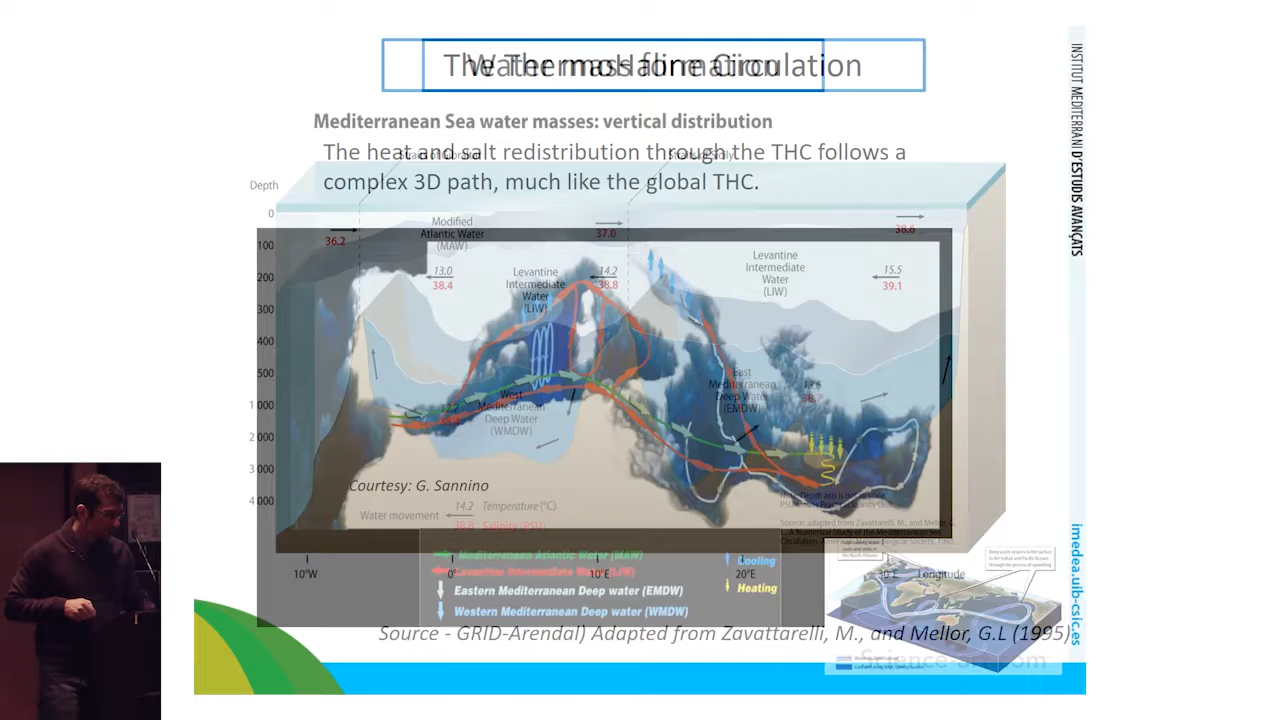 The Thermo-Haline Circulation
Water mass formation
Mediterranean Sea water masses: vertical distribution
The heat and salt redistribution through the THC follows a
complex 3D path, much like the global THC.
Depth
0
100
200
300
400
500
1 000
2 000
3 000
4 000
36.2
Modified
Atlantic Water
(MAW)
37.0
38.6
13.0
38.4
Levantine
Intermediate
Water
(LIW)
14.2
38.8
Levantine
Intermediate
Water
(LIW)
15.5
39.1
West
Mediterranean
Deep Water
(WMDW)
East
Mediterranean
Deep Water
(EMDW)
13.6
Courtesy: G. Sannino
Water movement
14.2
38.8
Temperature (°C)
Salinity (PSU)
10°W
0°
10°E
20°E
30°E
Longitude
Mediterranean Atlantic Water (MAW)
Levantine Intermediate Water (LIW)
Eastern Mediterranean Deep water (EMDW)
Western Mediterranean Deep water (WMDW)
Cooling
Heating
Source - GRID-Arendal) Adapted from Zavattarelli, M., and Mellor, G.L (1995)
Science-art.com
INSTITUT MEDITERRANI D'ESTUDIS AVANÇATS
imedea.uib-csic.es